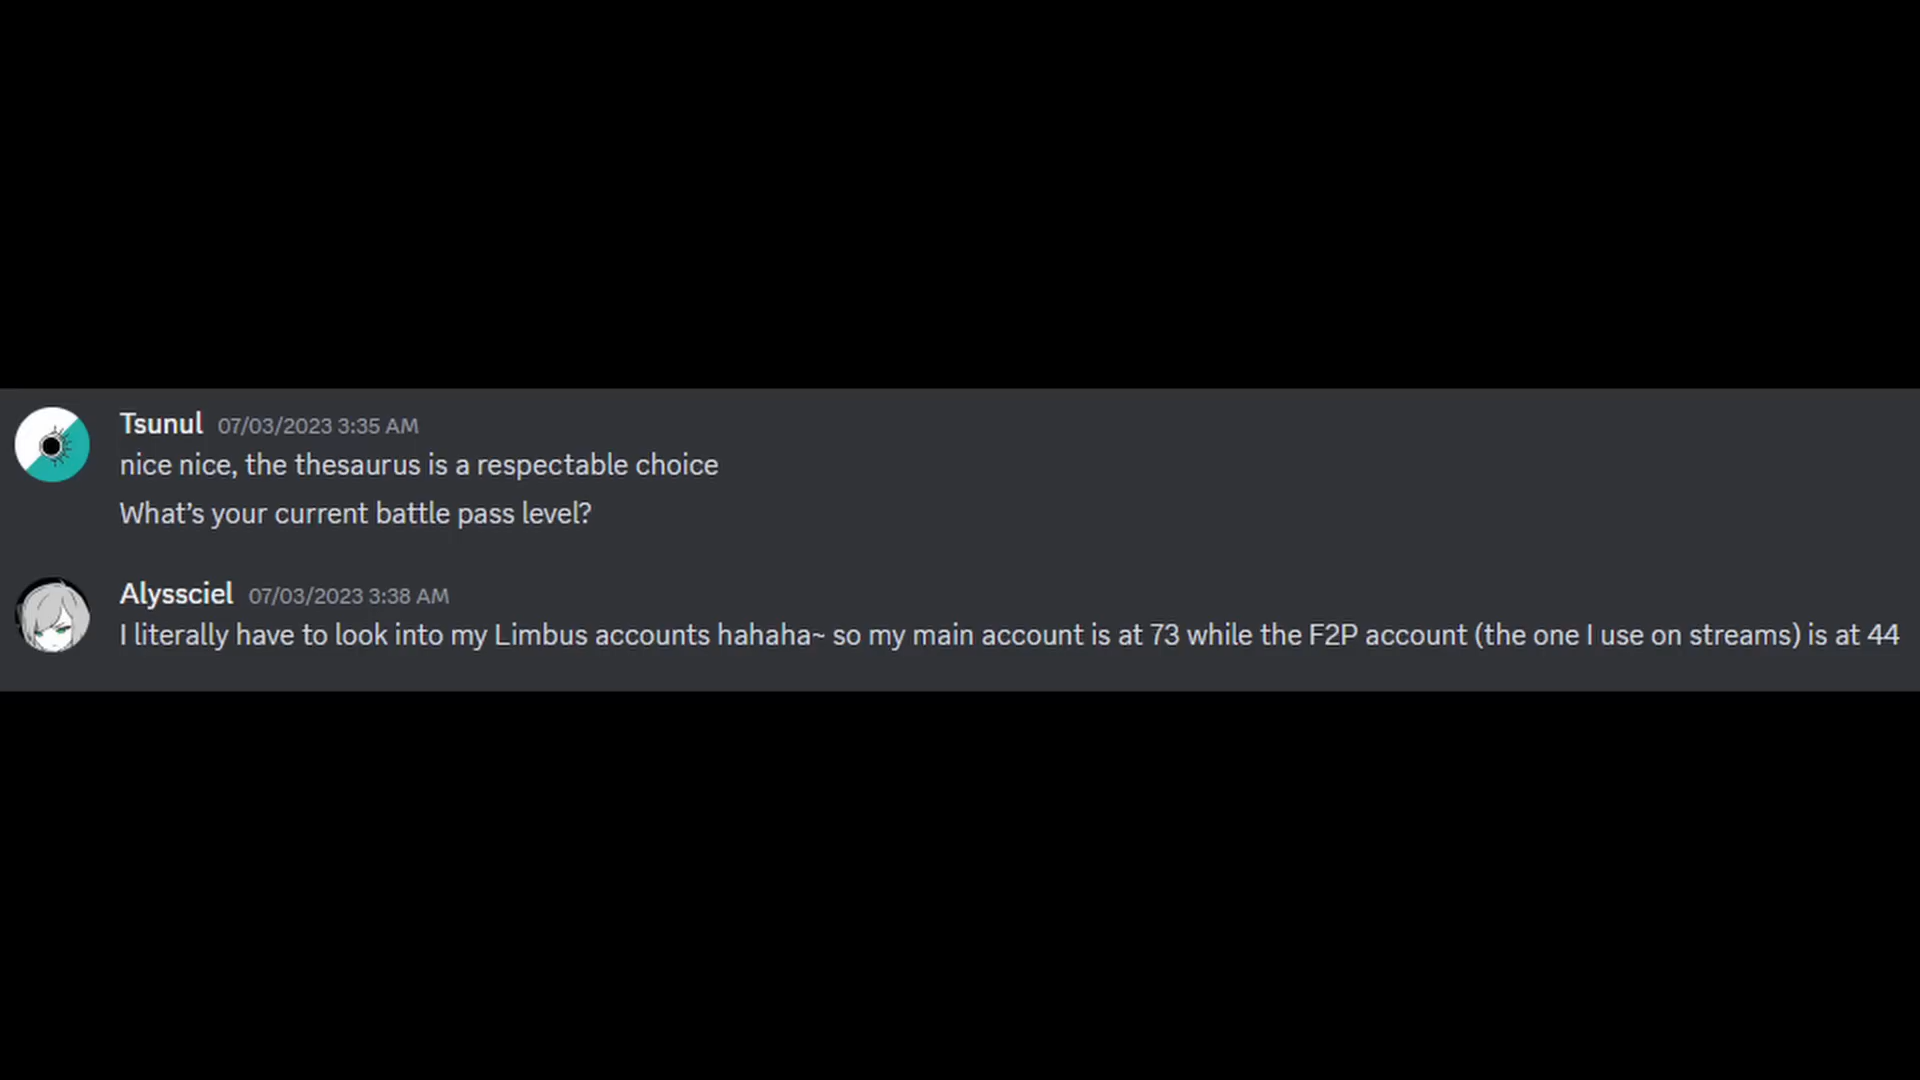 Tsunul 07/03/2023 3:35 AM
nice nice, the thesaurus is a respectable choice
What’s your current battle pass level?
Alyssciel 07/03/2023 3:38 AM
I literally have to look into my Limbus accounts hahaha~ so my main account is at 73 while the F2P account (the one I use on streams) is at 44